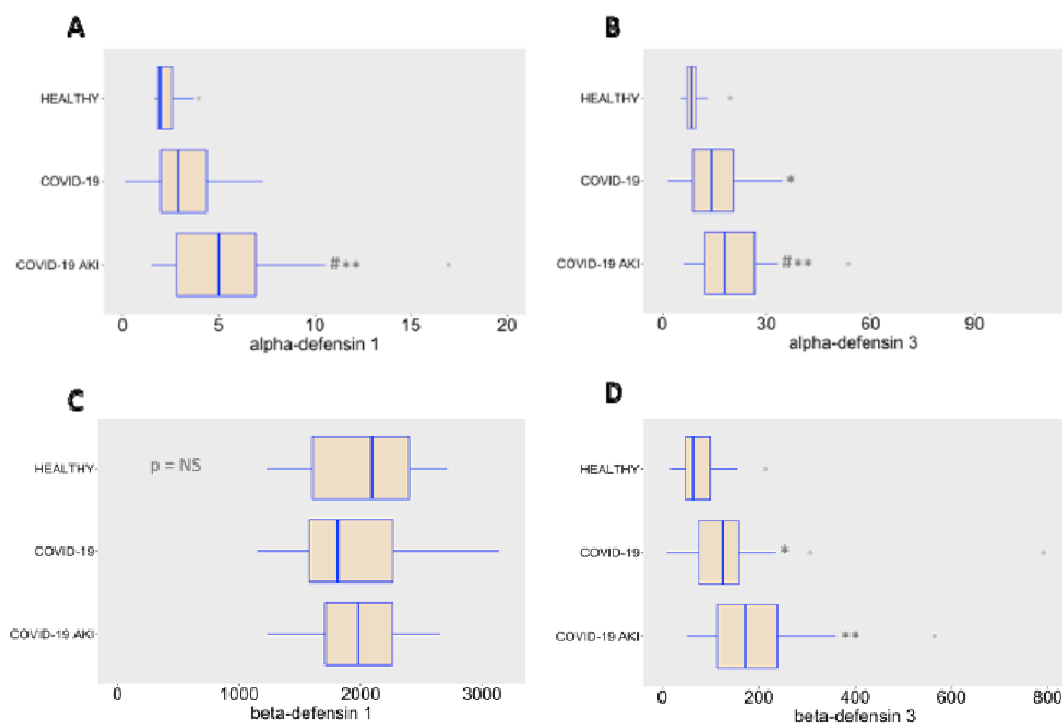 A
HEALTHY
COVID-19
COVID-19 AKI
#**
0 5 10 15 20
alpha-defensin 1
B
HEALTHY
COVID-19
*
COVID-19 AKI
#**
0 30 60 90
alpha-defensin 3
C
HEALTHY
p = NS
COVID-19
COVID-19 AKI
0 1000 2000 3000
beta-defensin 1
D
HEALTHY
COVID-19
*
COVID-19 AKI
**
0 200 400 600 800
beta-defensin 3